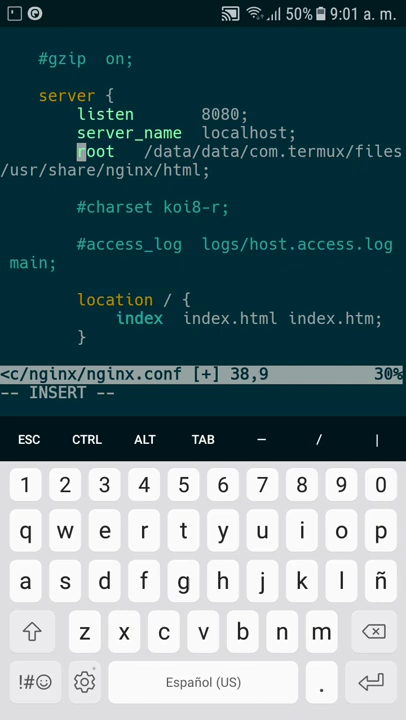 50% 9:01 a. m.
#gzip  on;
server {
listen       8080;
server_name  localhost;
root   /data/data/com.termux/files
/usr/share/nginx/html;
#charset koi8-r;
#access_log  logs/host.access.log
main;
location / {
index  index.html index.htm;
}
<c/nginx/nginx.conf [+] 38,9 30%
-- INSERT --
ESC CTRL ALT TAB — / |
1 2 3 4 5 6 7 8 9 0
q w e r t y u i o p
a s d f g h j k l ñ
z x c v b n m
!#☺ Español (US) .